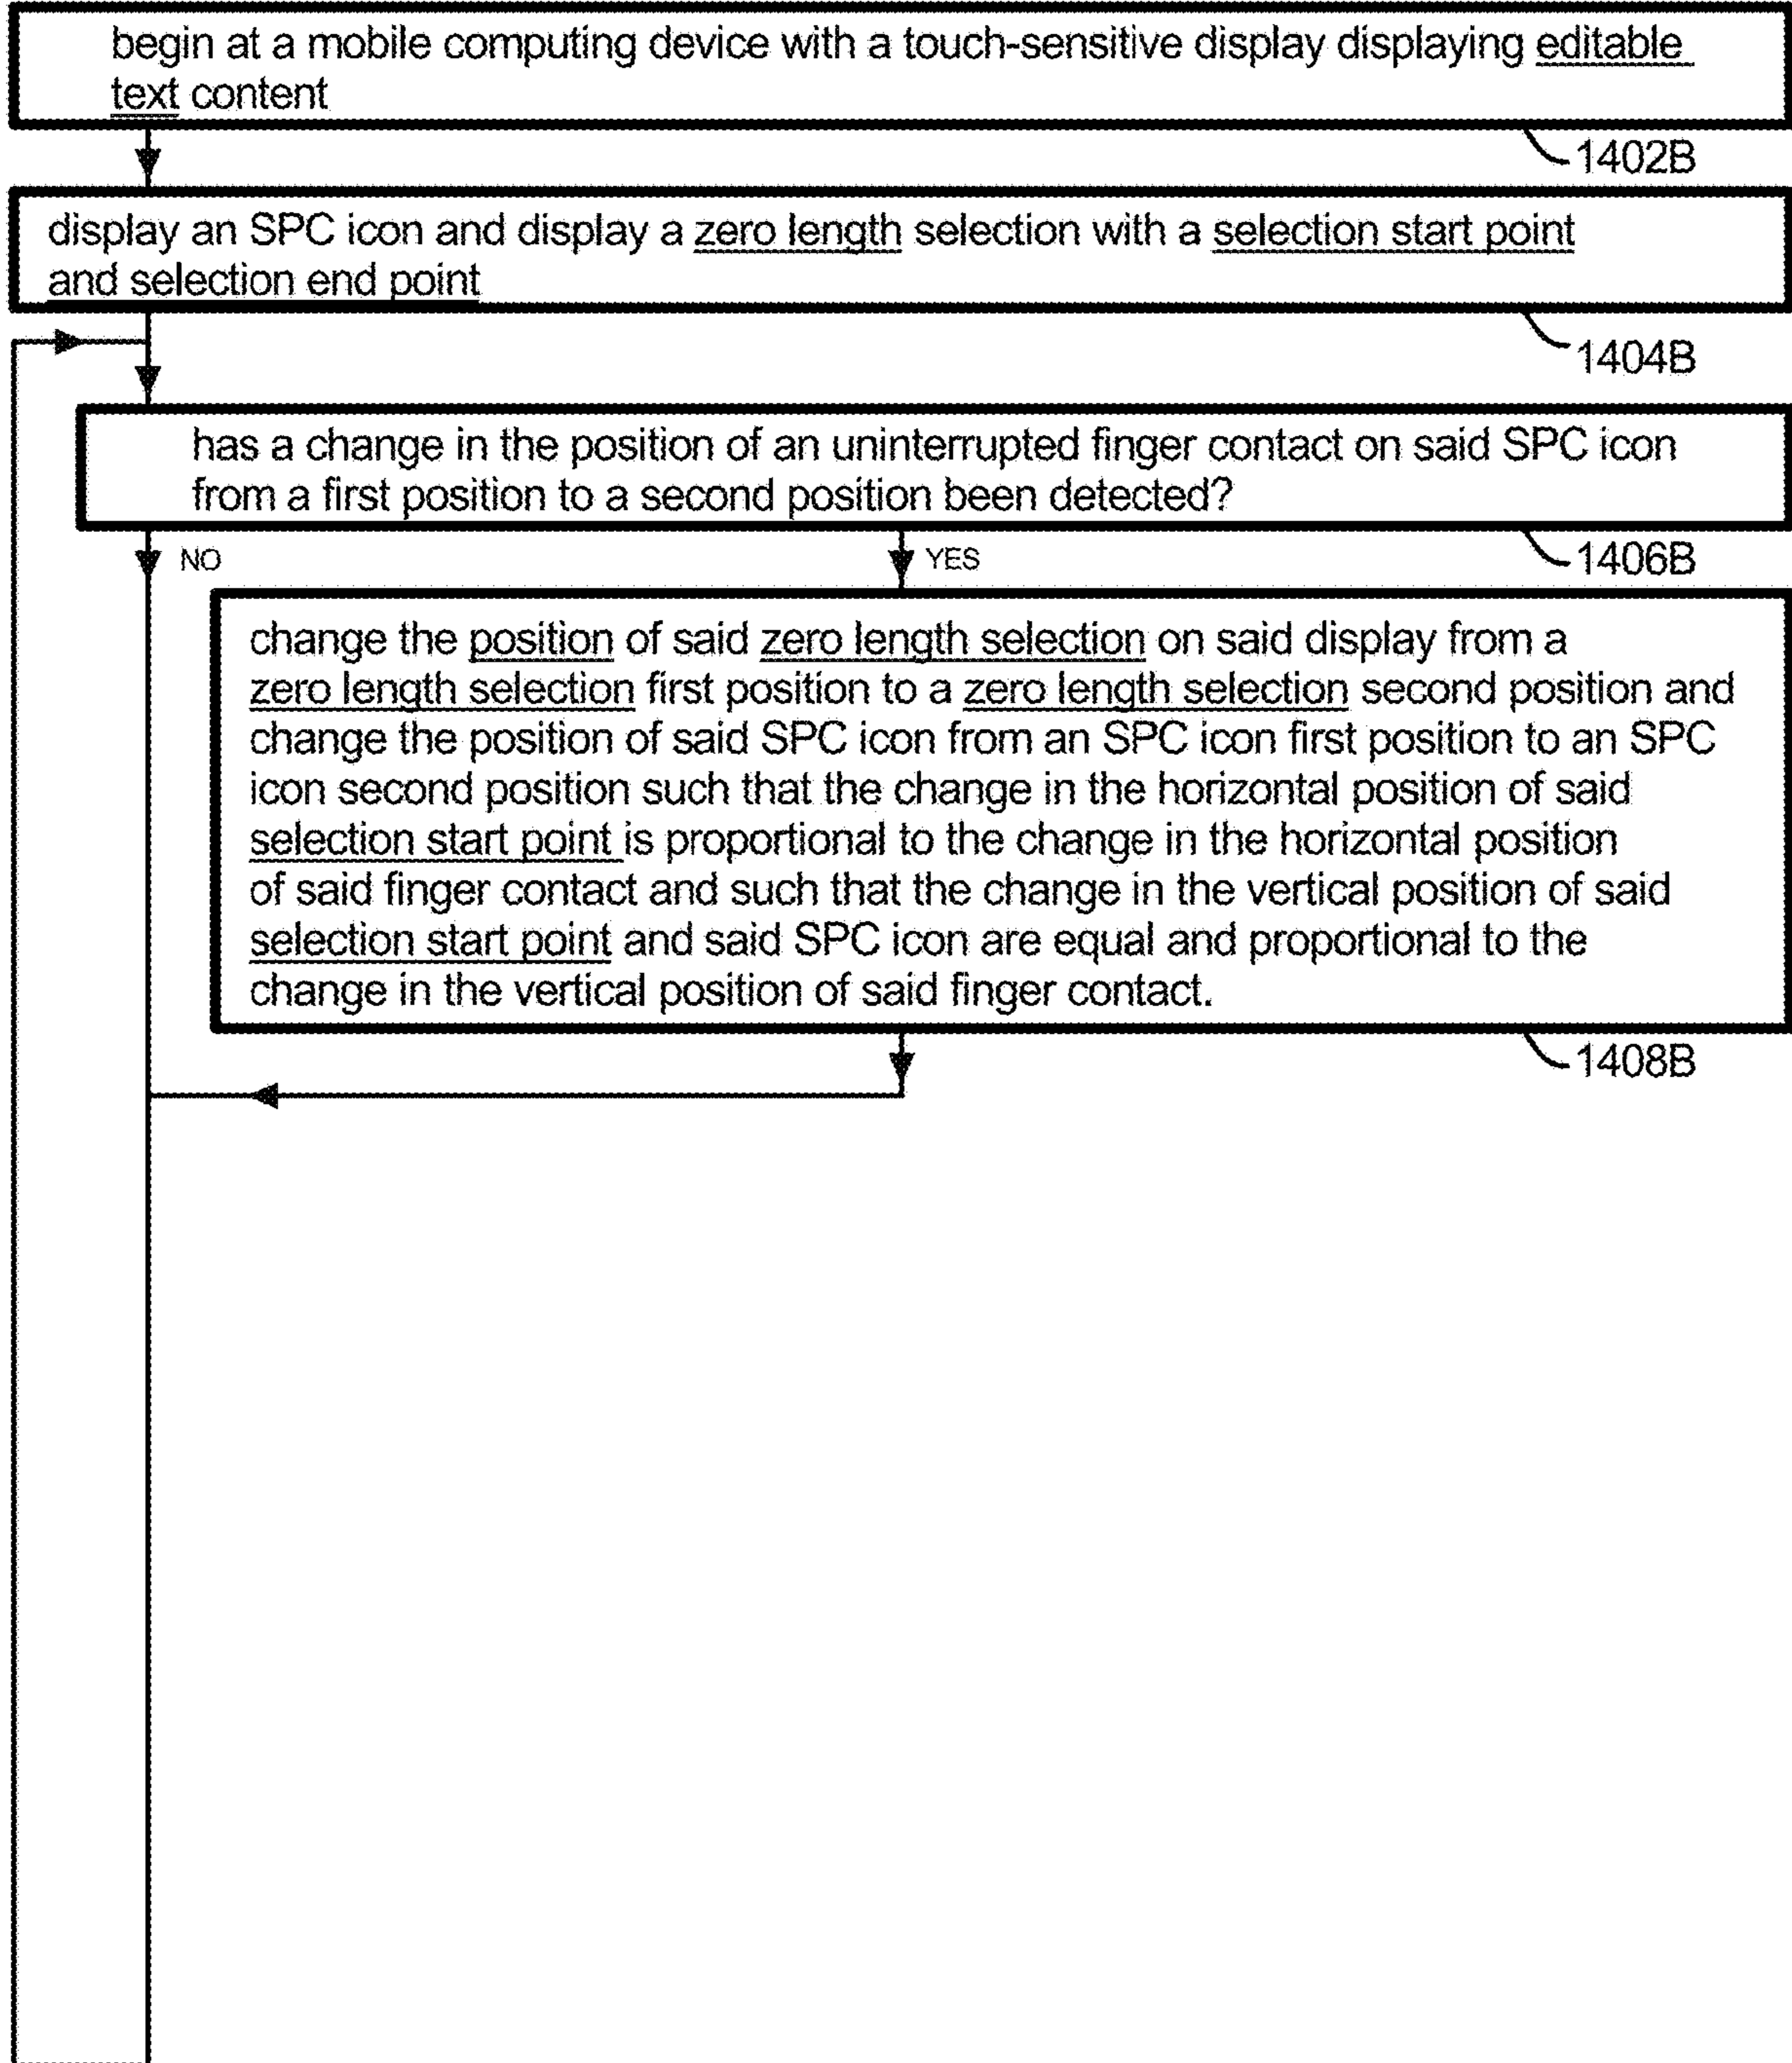 begin at a mobile computing device with a touch-sensitive display displaying editable
text content
1402B
display an SPC icon and display a zero length selection with a selection start point
and selection end point
1404B
has a change in the position of an uninterrupted finger contact on said SPC icon
from a first position to a second position been detected?
NO
YES
1406B
change the position of said zero length selection on said display from a
zero length selection first position to a zero length selection second position and
change the position of said SPC icon from an SPC icon first position to an SPC
icon second position such that the change in the horizontal position of said
selection start point is proportional to the change in the horizontal position
of said finger contact and such that the change in the vertical position of said
selection start point and said SPC icon are equal and proportional to the
change in the vertical position of said finger contact.
1408B